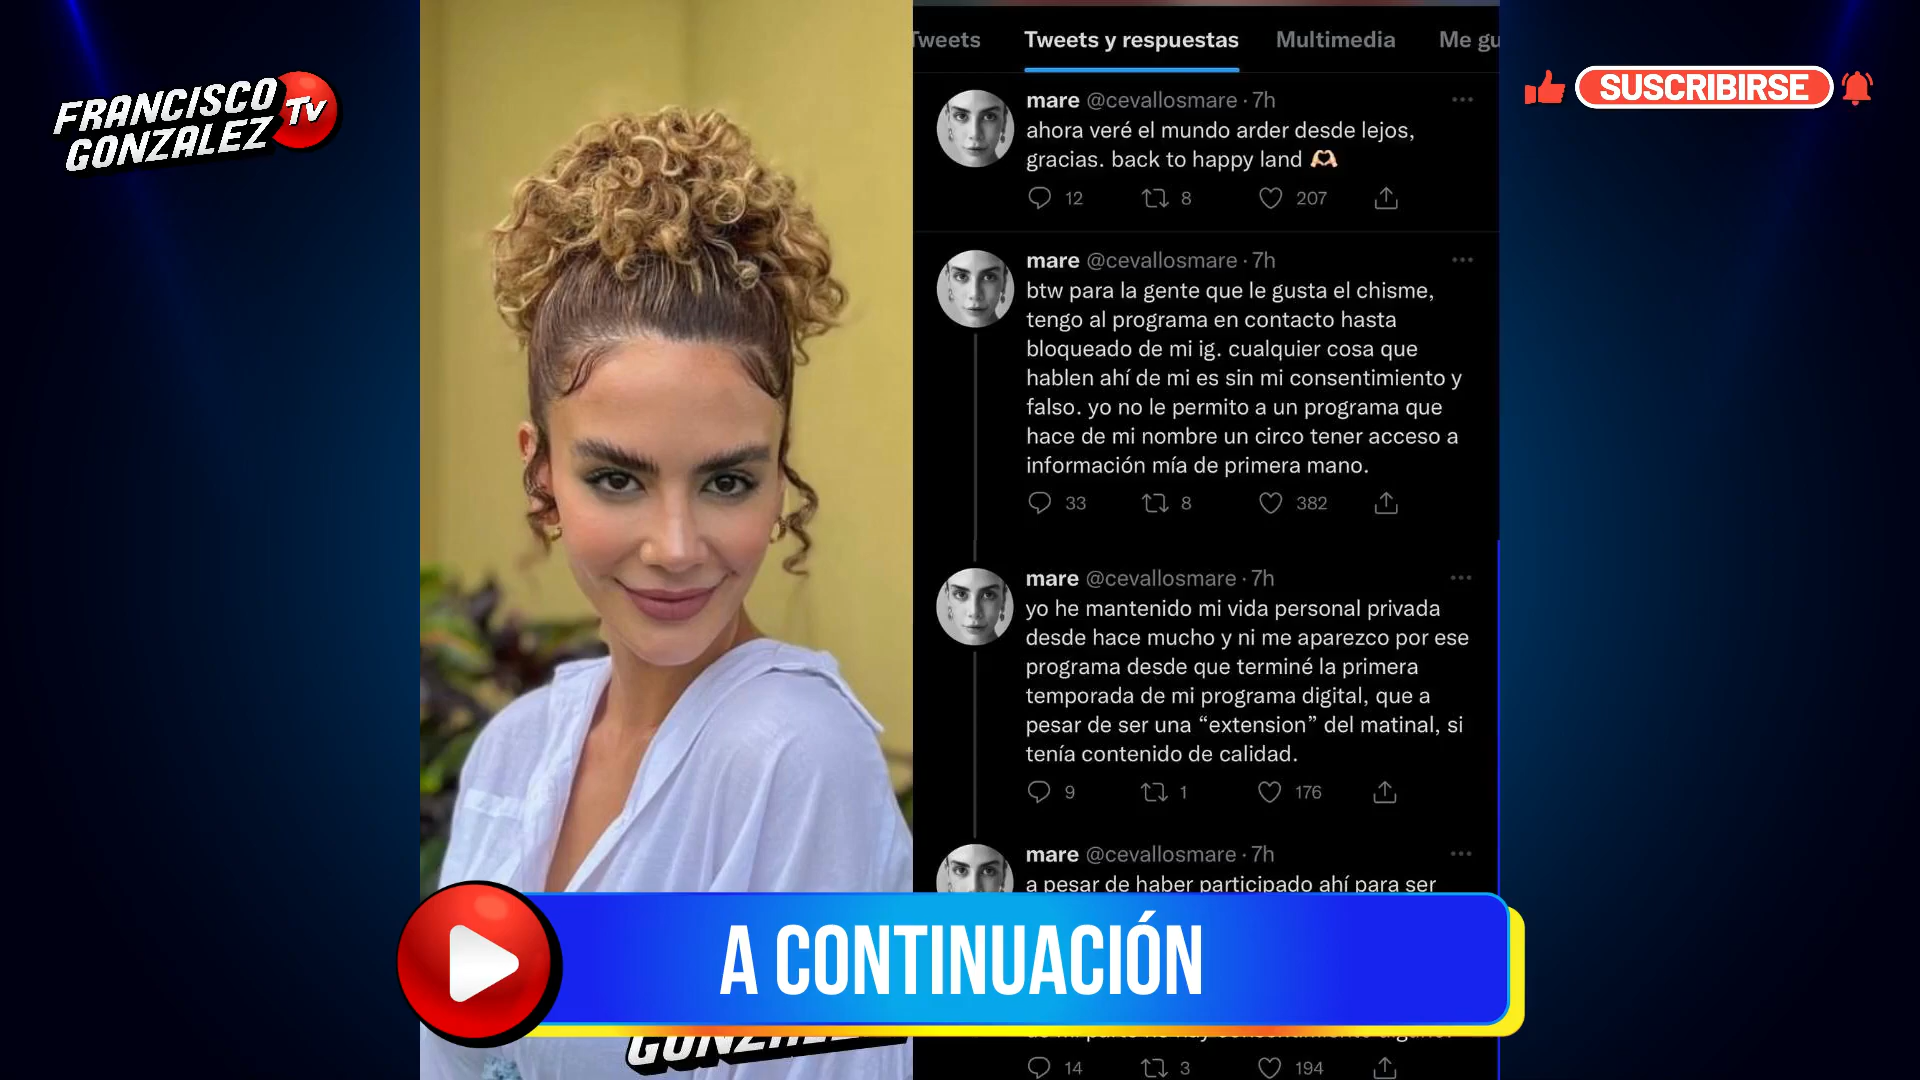 FRANCISCO
GONZALEZ TV
SUSCRIBIRSE
Tweets
Tweets y respuestas
Multimedia
Me gu
mare @cevallosmare · 7h
ahora veré el mundo arder desde lejos,
gracias. back to happy land 🫶🏻
12 8 207
mare @cevallosmare · 7h
btw para la gente que le gusta el chisme,
tengo al programa en contacto hasta
bloqueado de mi ig. cualquier cosa que
hablen ahí de mi es sin mi consentimiento y
falso. yo no le permito a un programa que
hace de mi nombre un circo tener acceso a
información mía de primera mano.
33 8 382
mare @cevallosmare · 7h
yo he mantenido mi vida personal privada
desde hace mucho y ni me aparezco por ese
programa desde que terminé la primera
temporada de mi programa digital, que a
pesar de ser una “extension” del matinal, si
tenía contenido de calidad.
9 1 176
mare @cevallosmare · 7h
a pesar de haber participado ahí para ser
A CONTINUACIÓN
14 3 194